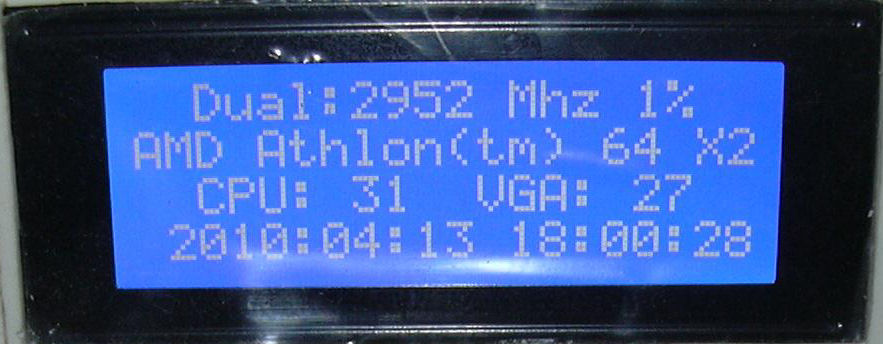 Dual:2952 Mhz 1%
AMD Athlon(tm) 64 X2
CPU: 31 VGA: 27
2010:04:13 18:00:28